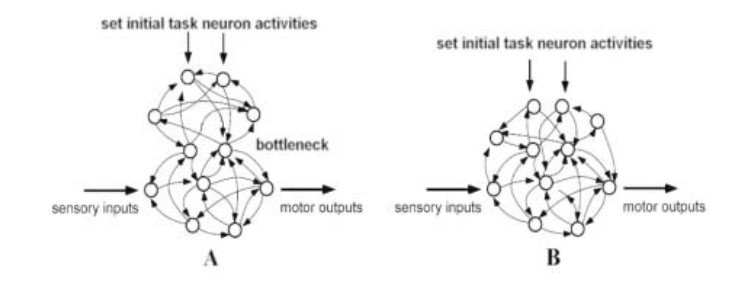 set initial task neuron activities
bottleneck
sensory inputs
motor outputs
A
set initial task neuron activities
sensory inputs
motor outputs
B